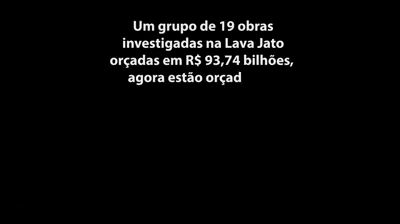 Um grupo de 19 obras
investigadas na Lava Jato
orçadas em R$ 93,74 bilhões,
agora estão orçad